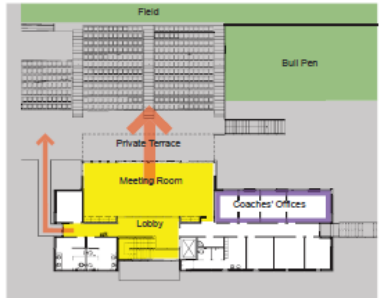 Field
Bull Pen
Private Terrace
Meeting Room
Coaches' Offices
Lobby